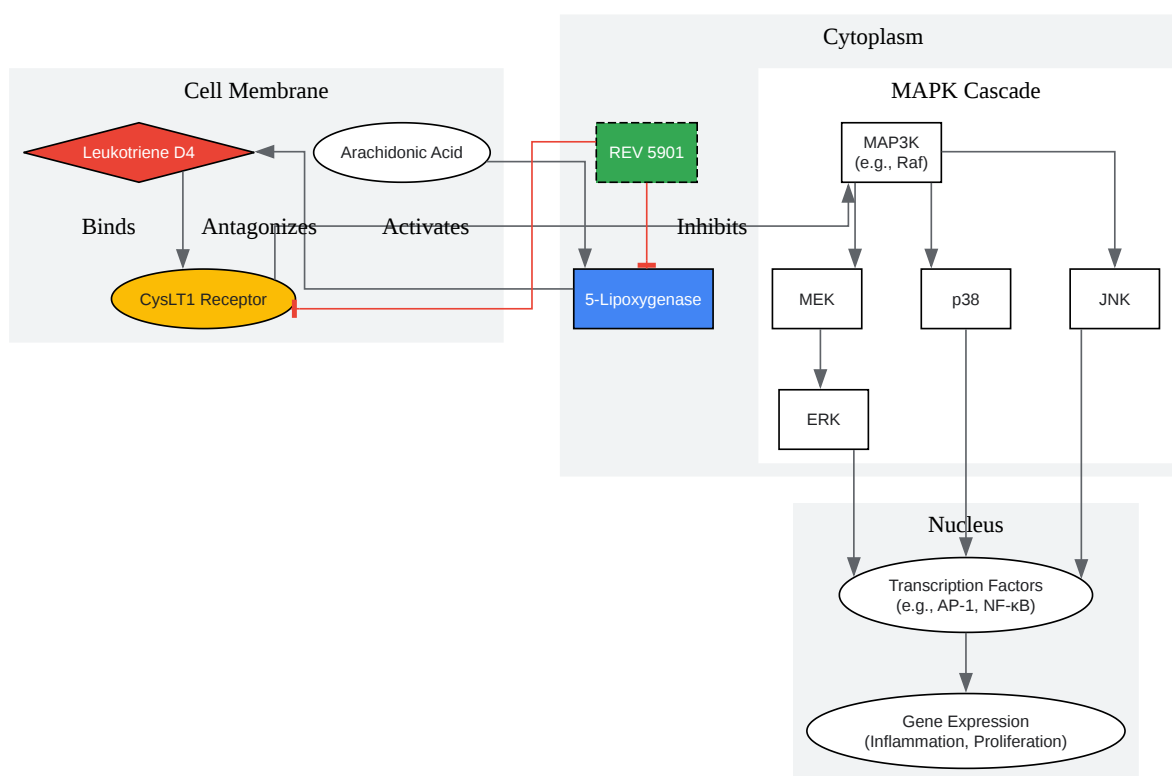 Cytoplasm
Cell Membrane
MAPK Cascade
Leukotriene D4
Arachidonic Acid
REV 5901
MAP3K
(e.g., Raf)
Binds
Antagonizes
Activates
Inhibits
CysLT1 Receptor
5-Lipoxygenase
MEK
p38
JNK
ERK
Nucleus
Transcription Factors
(e.g., AP-1, NF-κB)
Gene Expression
(Inflammation, Proliferation)